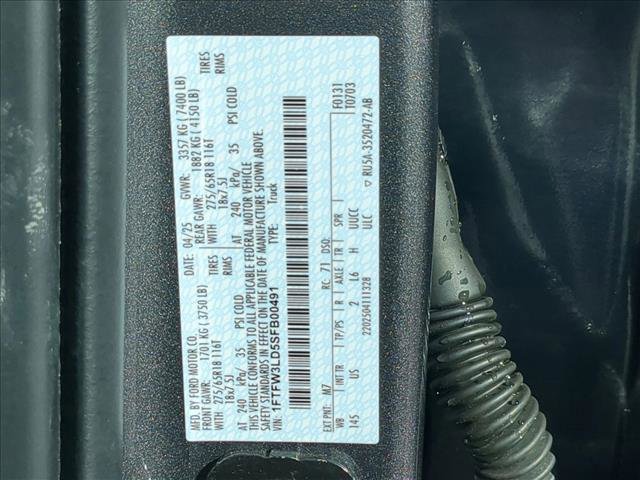 MFD. BY FORD MOTOR CO.
DATE: 04/25 GVWR: 3357 KG ( 7400 LB)
FRONT GAWR: 1701 KG ( 3750 LB) REAR GAWR: 1882 KG ( 4150 LB)
WITH 275/65R18 116T TIRES WITH 275/65R18 116T TIRES
18x7.5J RIMS 18x7.5J RIMS
AT 240 kPa/ 35 PSI COLD AT 240 kPa/ 35 PSI COLD
THIS VEHICLE CONFORMS TO ALL APPLICABLE FEDERAL MOTOR VEHICLE
SAFETY STANDARDS IN EFFECT ON THE DATE OF MANUFACTURE SHOWN ABOVE.
VIN: 1FTFW3LD5SFB00491 TYPE: Truck
F0131
T0703
EXT PNT: M7 RC: 71 DSO:
WB INT TR TP/PS R AXLE TR SPR
145 2 L6 H UUCC
2202504111328 ULC RU5A-3520472-AB